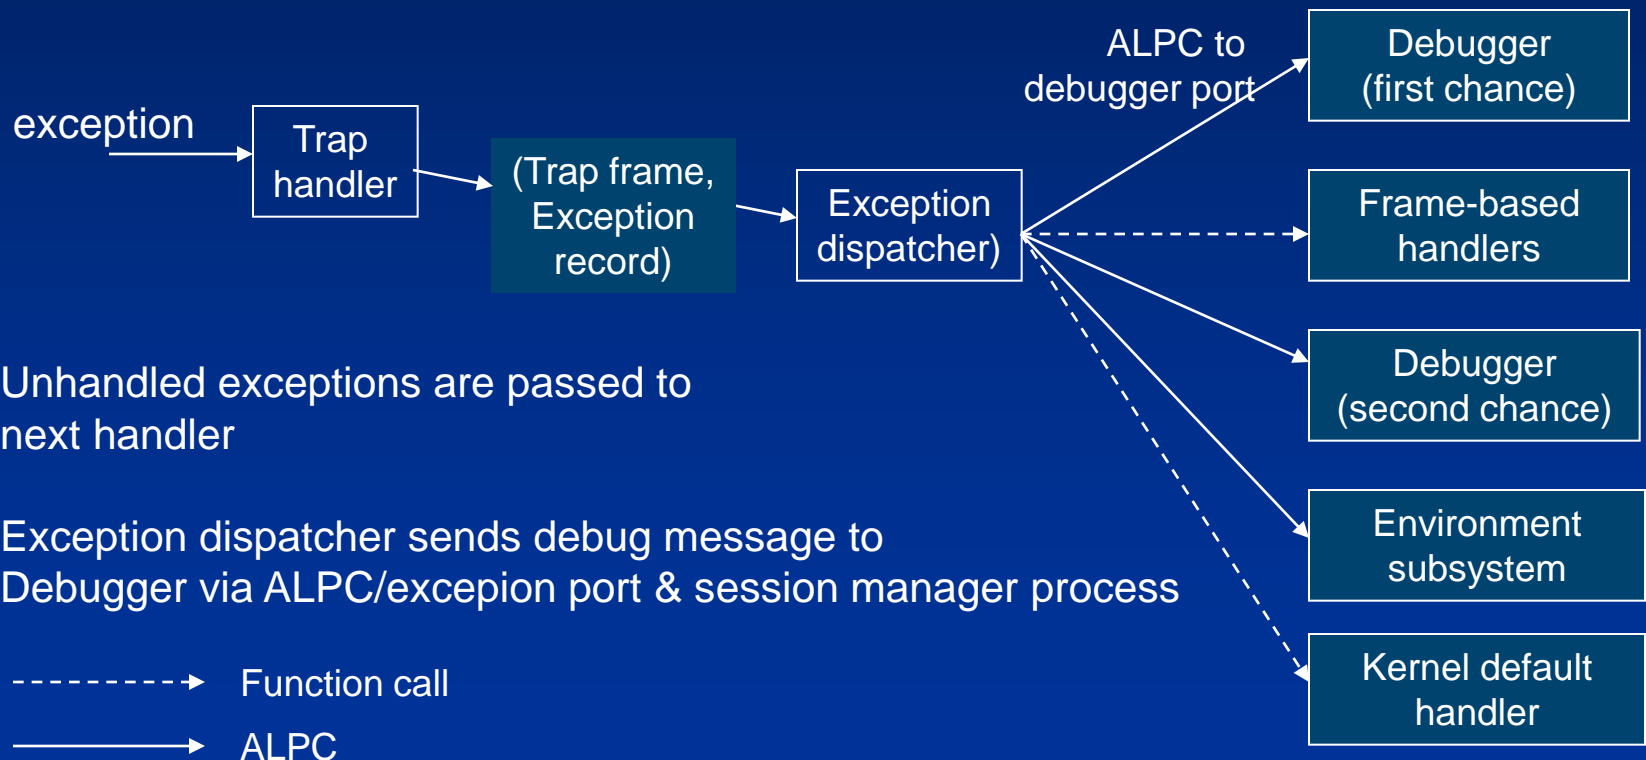 exception
Trap
handler
(Trap frame,
Exception
record)
Exception
dispatcher)
ALPC to
debugger port
Debugger
(first chance)
Frame-based
handlers
Debugger
(second chance)
Environment
subsystem
Kernel default
handler
Unhandled exceptions are passed to
next handler
Exception dispatcher sends debug message to
Debugger via ALPC/excepion port & session manager process
Function call
ALPC